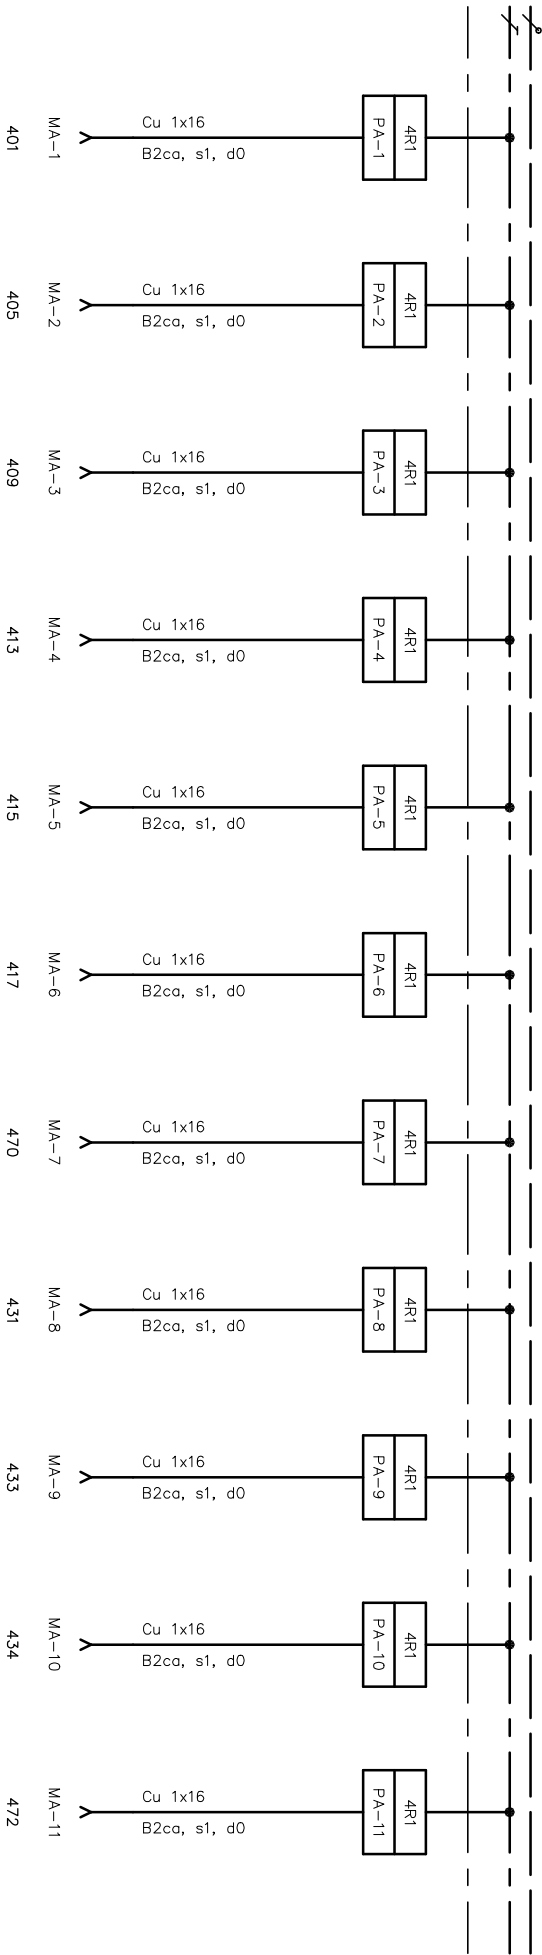 Cu 1x16
B2ca, s1, d0
4R1
PA-1
MA-1
401
Cu 1x16
B2ca, s1, d0
4R1
PA-2
MA-2
405
Cu 1x16
B2ca, s1, d0
4R1
PA-3
MA-3
409
Cu 1x16
B2ca, s1, d0
4R1
PA-4
MA-4
413
Cu 1x16
B2ca, s1, d0
4R1
PA-5
MA-5
415
Cu 1x16
B2ca, s1, d0
4R1
PA-6
MA-6
417
Cu 1x16
B2ca, s1, d0
4R1
PA-7
MA-7
470
Cu 1x16
B2ca, s1, d0
4R1
PA-8
MA-8
431
Cu 1x16
B2ca, s1, d0
4R1
PA-9
MA-9
433
Cu 1x16
B2ca, s1, d0
4R1
PA-10
MA-10
434
Cu 1x16
B2ca, s1, d0
4R1
PA-11
MA-11
472